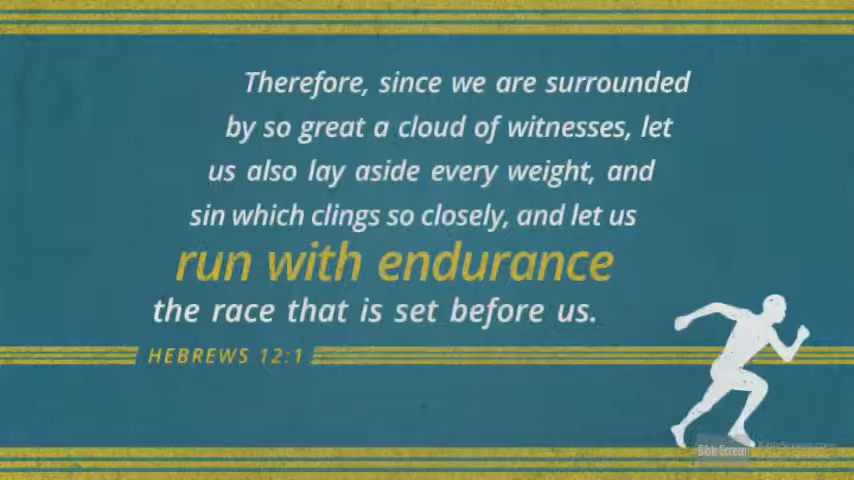 Therefore, since we are surrounded
by so great a cloud of witnesses, let
us also lay aside every weight, and
sin which clings so closely, and let us
run with endurance
the race that is set before us.
HEBREWS 12:1
Bible Screen